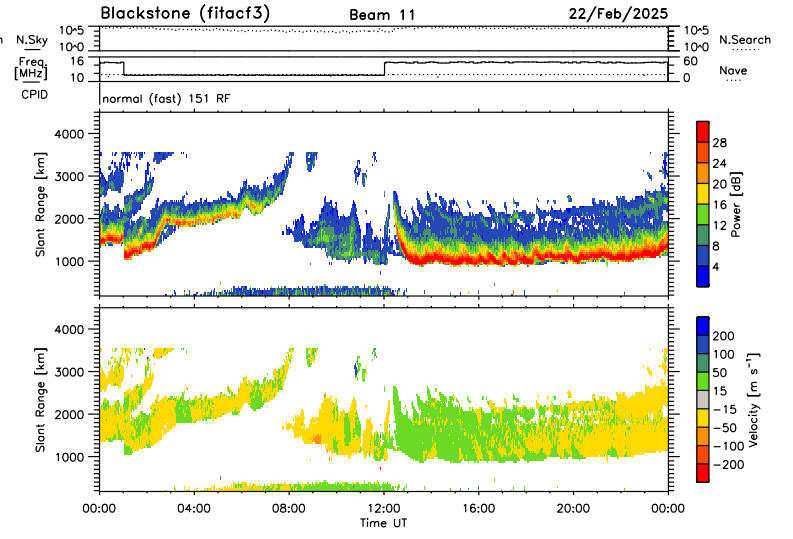 Blackstone (fitacf3) Beam 11 22/Feb/2025
n N.Sky 10^5 10^0 10^5 10^0 N.Search
Freq. [MHz] 16 10 60 0 Nave
CPID normal (fast) 151 RF
Slant Range [km] 4000 3000 2000 1000
28 24 20 16 12 8 4 Power [dB]
Slant Range [km] 4000 3000 2000 1000
200 100 50 15 −15 −50 −100 −200 Velocity [m s⁻¹]
00:00 04:00 08:00 12:00 16:00 20:00 00:00
Time UT